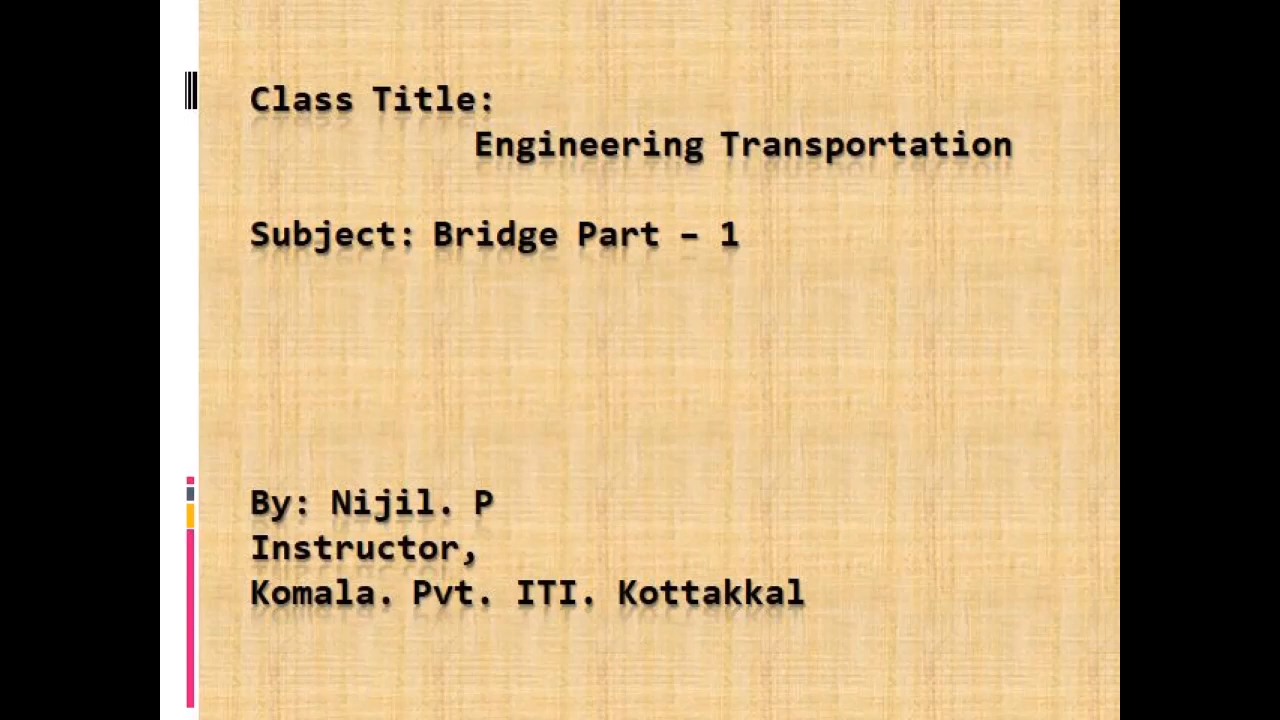 Class Title:
Engineering Transportation
Subject: Bridge Part – 1
By: Nijil. P
Instructor,
Komala. Pvt. ITI. Kottakkal